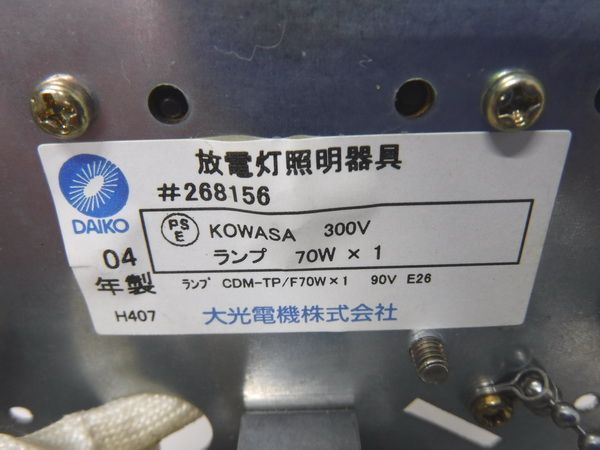 放電灯照明器具
#268156
DAIKO
PS
E
KOWASA 300V
ランプ 70W × 1
04
年製
ランプ CDM-TP/F70W×1 90V E26
H407
大光電機株式会社